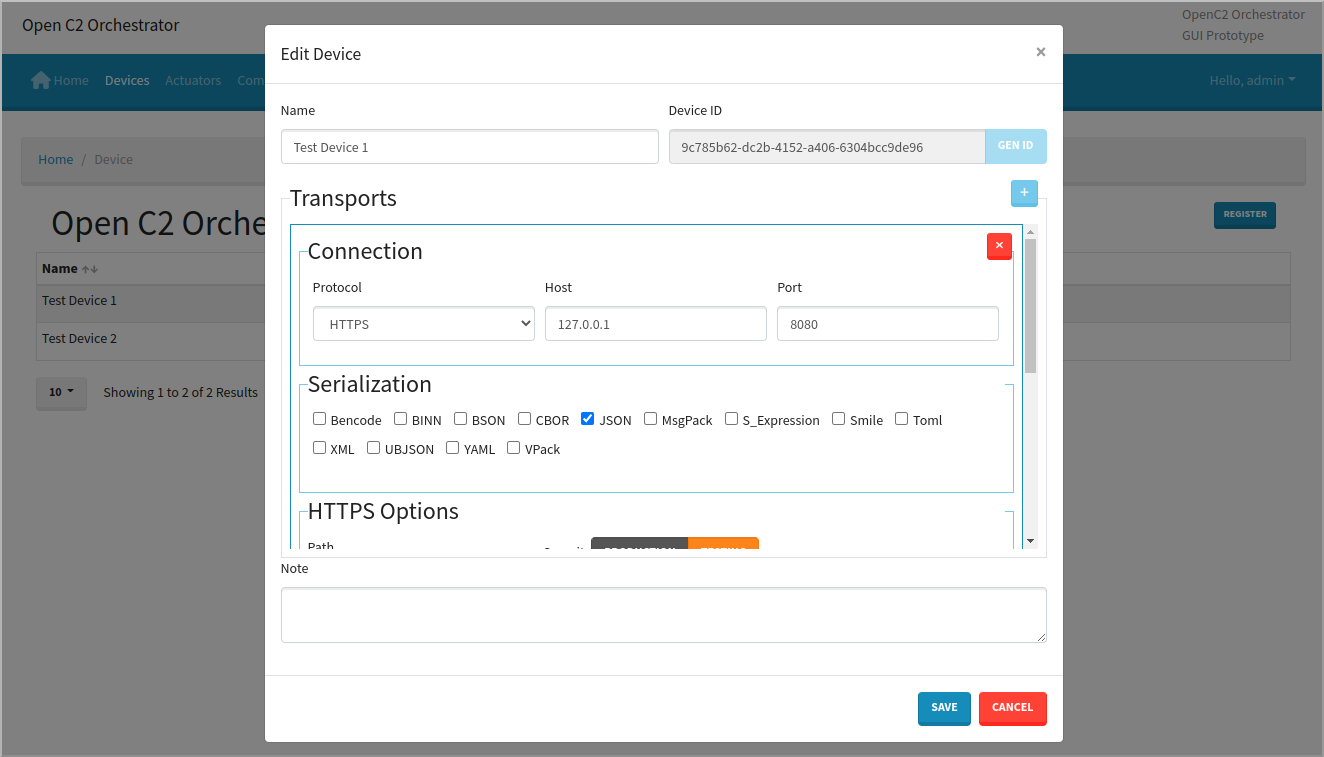 Open C2 Orchestrator
OpenC2 Orchestrator
GUI Prototype
Home Devices Actuators Com
Hello, admin
Home / Device
Open C2 Orche
REGISTER
Name
Test Device 1
Test Device 2
10 Showing 1 to 2 of 2 Results
Edit Device
×
Name Device ID
Test Device 1 9c785b62-dc2b-4152-a406-6304bcc9de96 GEN ID
Transports
+
Connection
×
Protocol Host Port
HTTPS 127.0.0.1 8080
Serialization
Bencode BINN BSON CBOR JSON MsgPack S_Expression Smile Toml
XML UBJSON YAML VPack
HTTPS Options
Path
Note
SAVE CANCEL